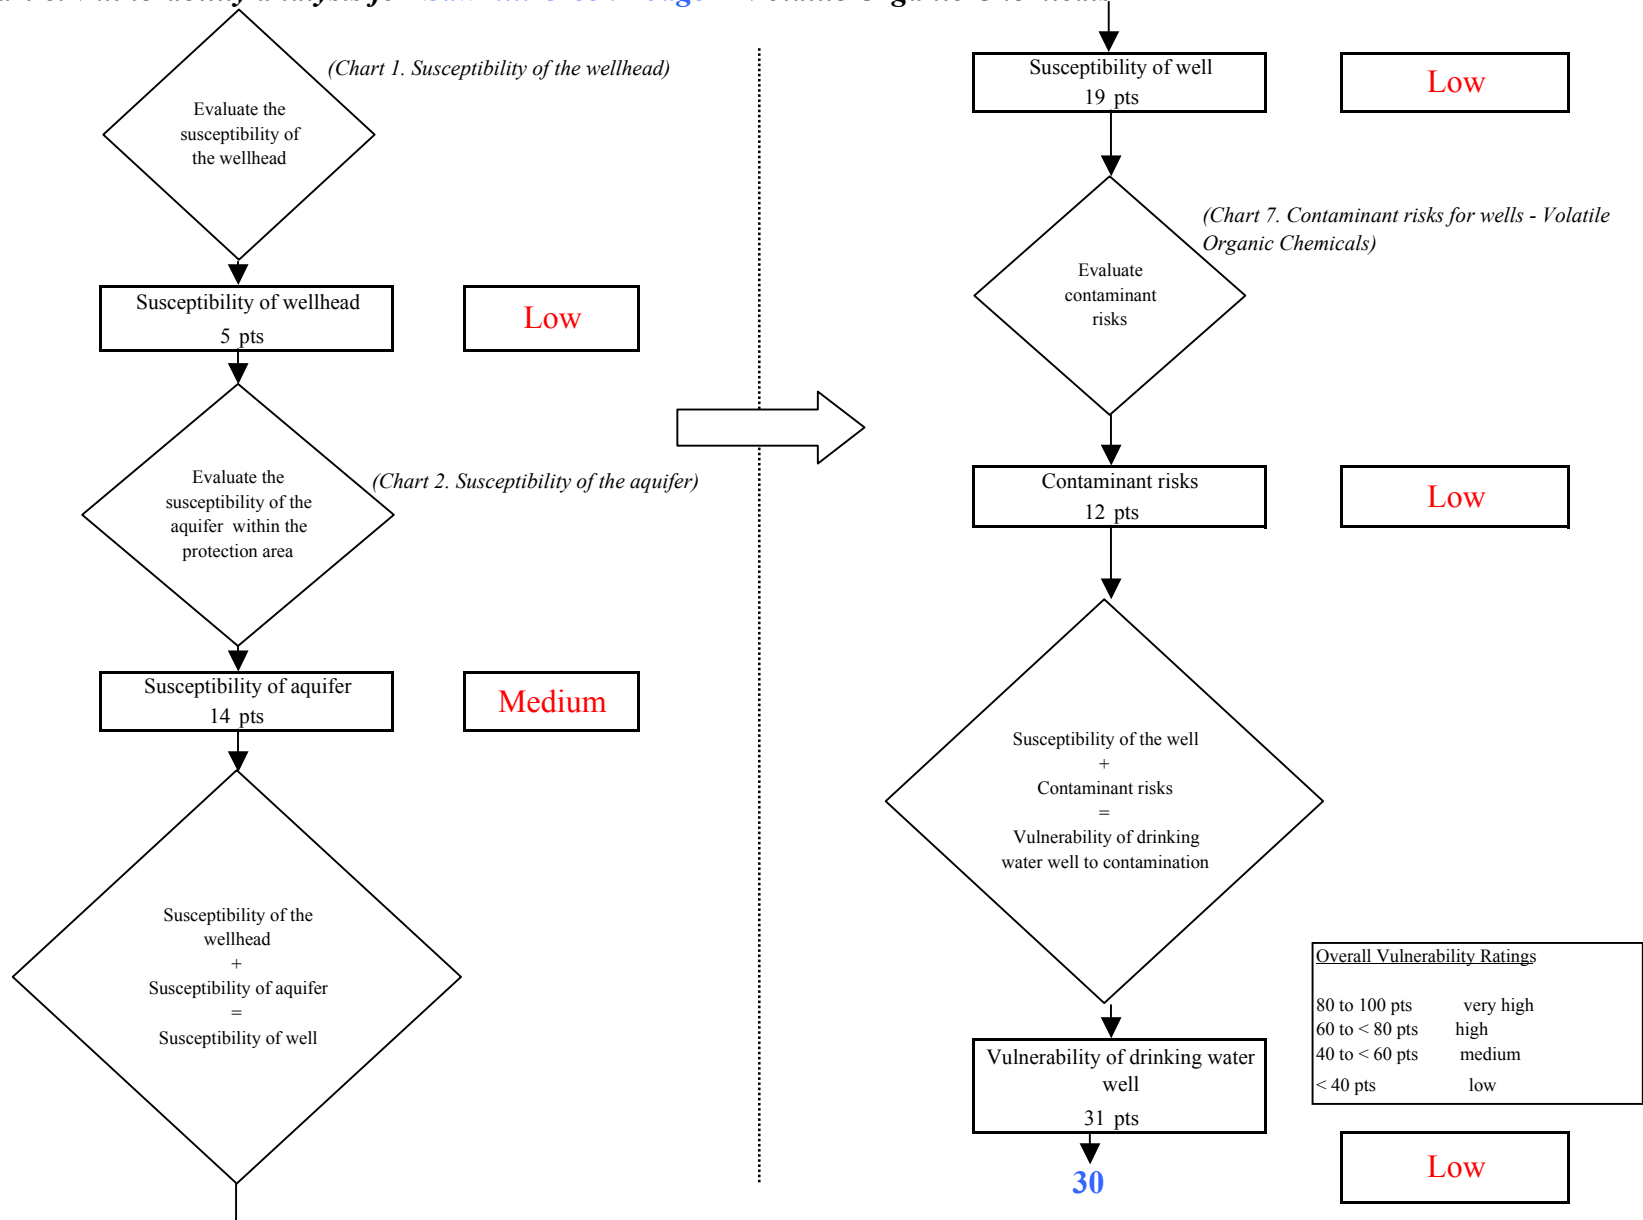 (Chart 1. Susceptibility of the wellhead)
Evaluate the
susceptibility of
the wellhead
Susceptibility of wellhead
5 pts
Low
Evaluate the
susceptibility of the
aquifer within the
protection area
(Chart 2. Susceptibility of the aquifer)
Susceptibility of aquifer
14 pts
Medium
Susceptibility of the
wellhead
+
Susceptibility of aquifer
=
Susceptibility of well
Susceptibility of well
19 pts
Low
(Chart 7. Contaminant risks for wells - Volatile
Organic Chemicals)
Evaluate
contaminant
risks
Contaminant risks
12 pts
Low
Susceptibility of the well
+
Contaminant risks
=
Vulnerability of drinking
water well to contamination
Vulnerability of drinking water
well
31 pts
30
Overall Vulnerability Ratings
80 to 100 pts very high
60 to < 80 pts high
40 to < 60 pts medium
< 40 pts low
Low